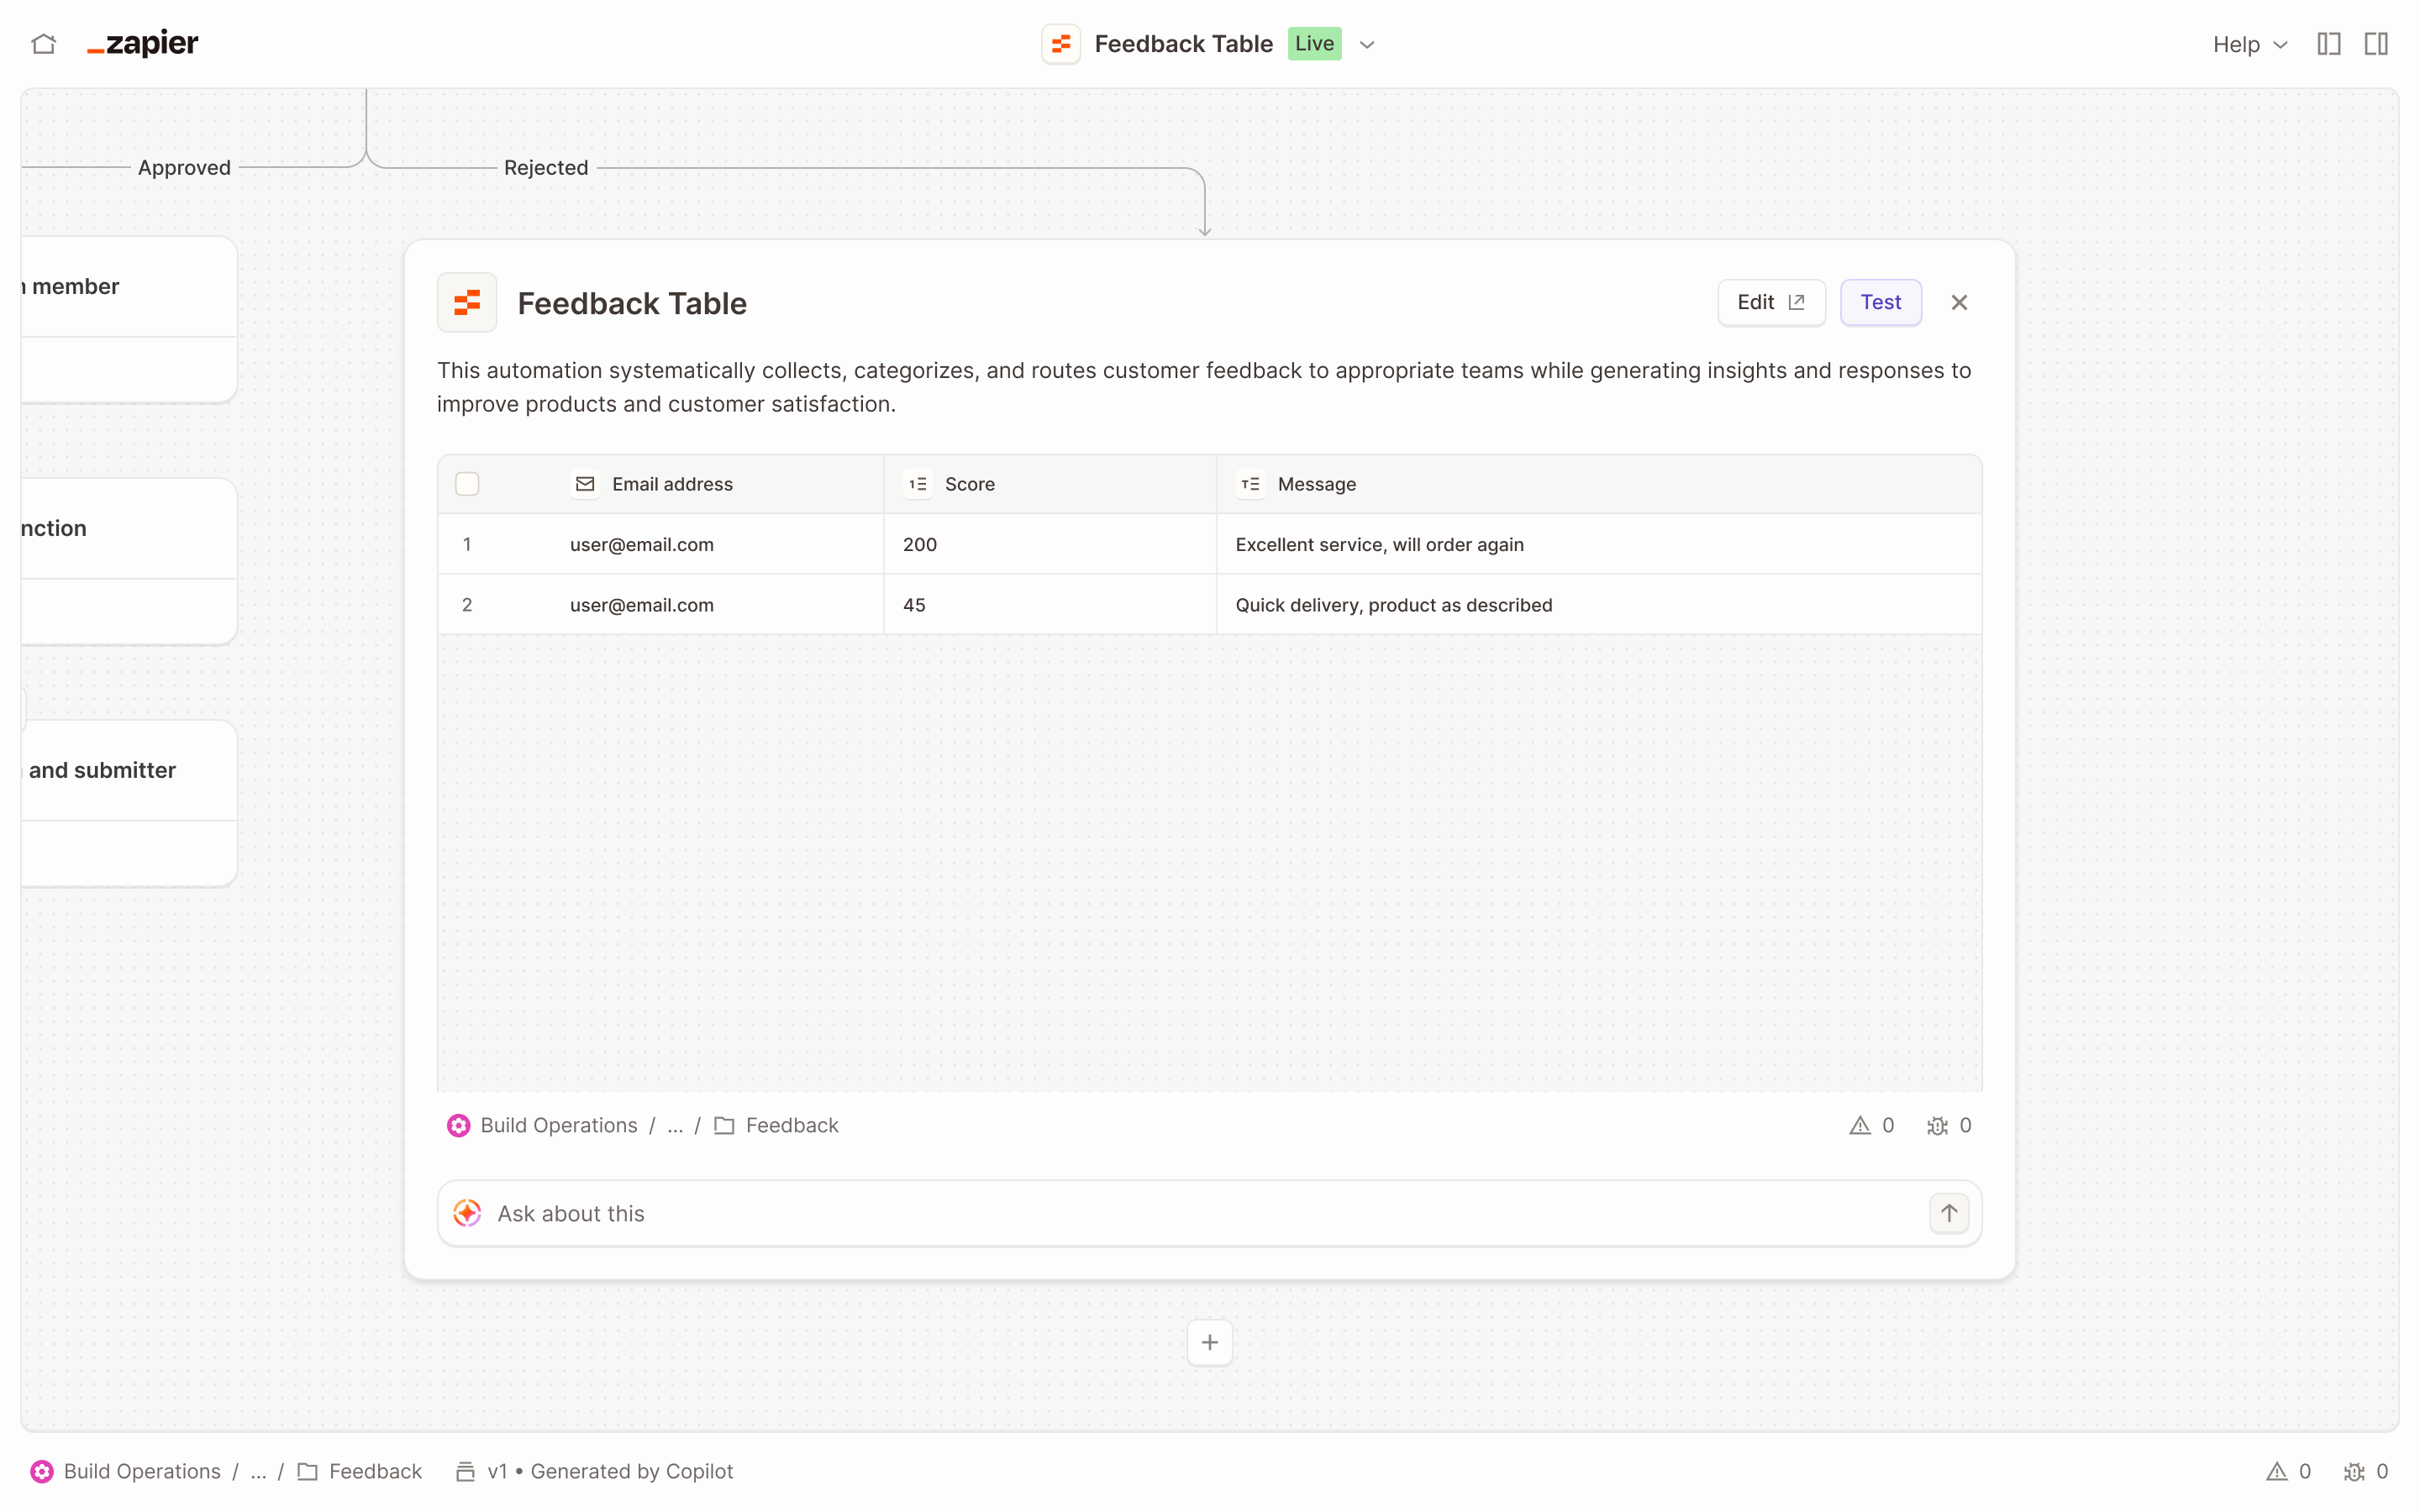 zapier
Feedback Table Live
Help
Approved
Rejected
member
nction
and submitter
Feedback Table
Edit
Test
This automation systematically collects, categorizes, and routes customer feedback to appropriate teams while generating insights and responses to
improve products and customer satisfaction.
Email address Score Message
1 user@email.com 200 Excellent service, will order again
2 user@email.com 45 Quick delivery, product as described
Build Operations / ... / Feedback
0 0
Ask about this
Build Operations / ... / Feedback v1 • Generated by Copilot
0 0